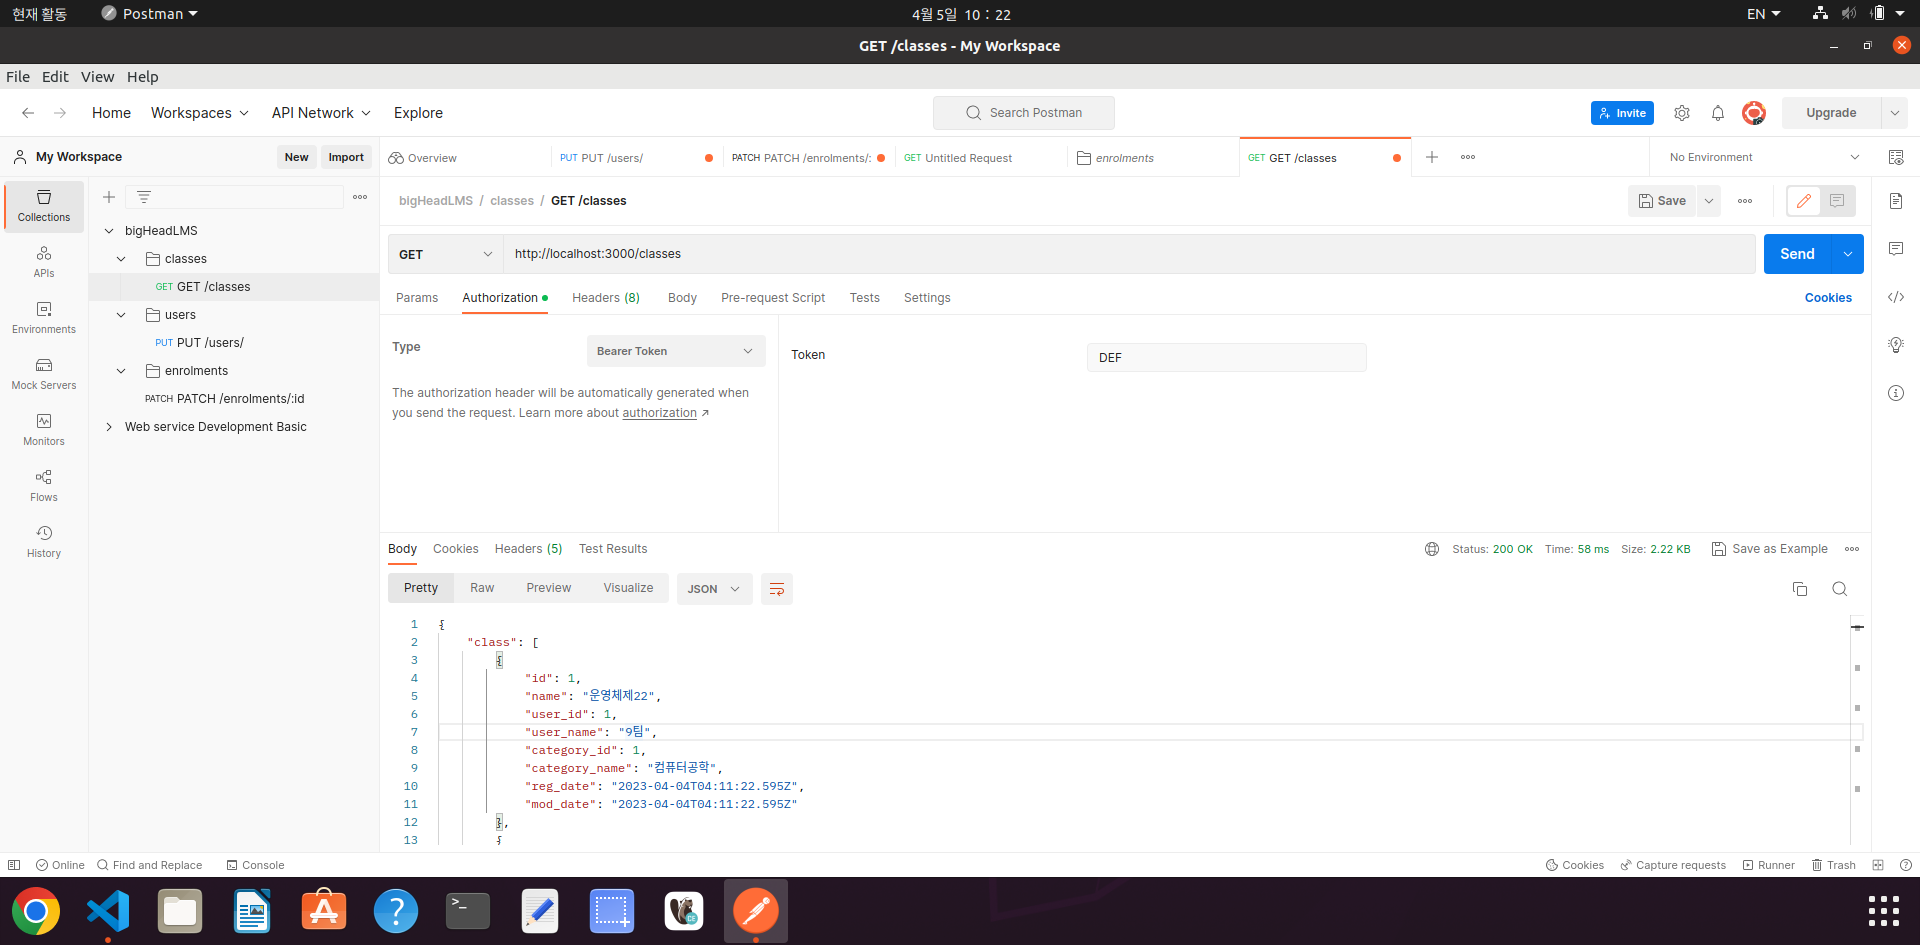 현재 활동
Postman
4월 5일 10 : 22
EN
GET /classes - My Workspace
File Edit View Help
Home
Workspaces
API Network
Explore
Search Postman
Invite
Upgrade
My Workspace
New
Import
Overview
PUT PUT /users/
PATCH PATCH /enrolments/:
GET Untitled Request
enrolments
GET GET /classes
No Environment
Collections
APIs
Environments
Mock Servers
Monitors
Flows
History
bigHeadLMS
classes
GET GET /classes
users
PUT PUT /users/
enrolments
PATCH PATCH /enrolments/:id
Web service Development Basic
bigHeadLMS / classes / GET /classes
Save
GET
http://localhost:3000/classes
Send
Params
Authorization
Headers (8)
Body
Pre-request Script
Tests
Settings
Cookies
Type
Bearer Token
The authorization header will be automatically generated when
you send the request. Learn more about authorization ↗
Token
DEF
Body
Cookies
Headers (5)
Test Results
Status: 200 OK Time: 58 ms Size: 2.22 KB
Save as Example
Pretty
Raw
Preview
Visualize
JSON
1 {
2 "class": [
3 {
4 "id": 1,
5 "name": "운영체제22",
6 "user_id": 1,
7 "user_name": "9팀",
8 "category_id": 1,
9 "category_name": "컴퓨터공학",
10 "reg_date": "2023-04-04T04:11:22.595Z",
11 "mod_date": "2023-04-04T04:11:22.595Z"
12 },
13 {
Online
Find and Replace
Console
Cookies
Capture requests
Runner
Trash